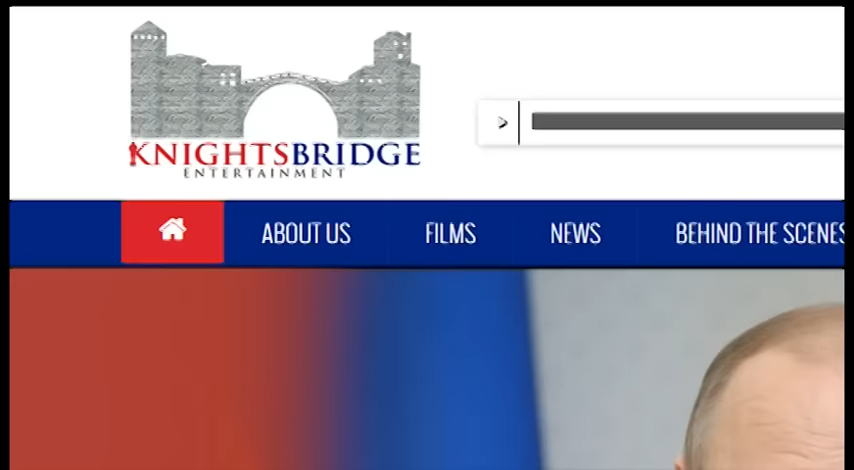 KNIGHTSBRIDGE
ENTERTAINMENT
>
ABOUT US FILMS NEWS BEHIND THE SCENES